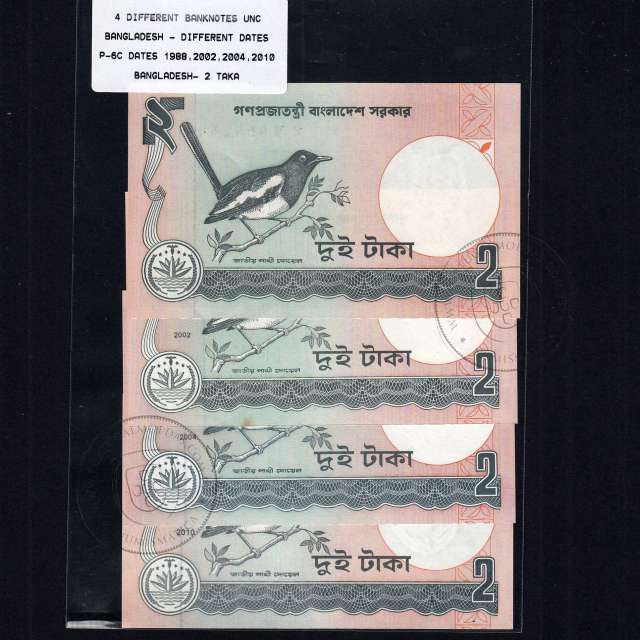 4 DIFFERENT BANKNOTES UNC
BANGLADESH - DIFFERENT DATES
P-6C DATES 1988,2002,2004,2010
BANGLADESH- 2 TAKA
গণপ্রজাতন্ত্রী বাংলাদেশ সরকার
২
দুই টাকা
জাতীয় পাখী দোয়েল
2
2002
দুই টাকা
জাতীয় পাখী দোয়েল
2
2004
দুই টাকা
জাতীয় পাখী দোয়েল
2
2010
দুই টাকা
জাতীয় পাখী দোয়েল
2